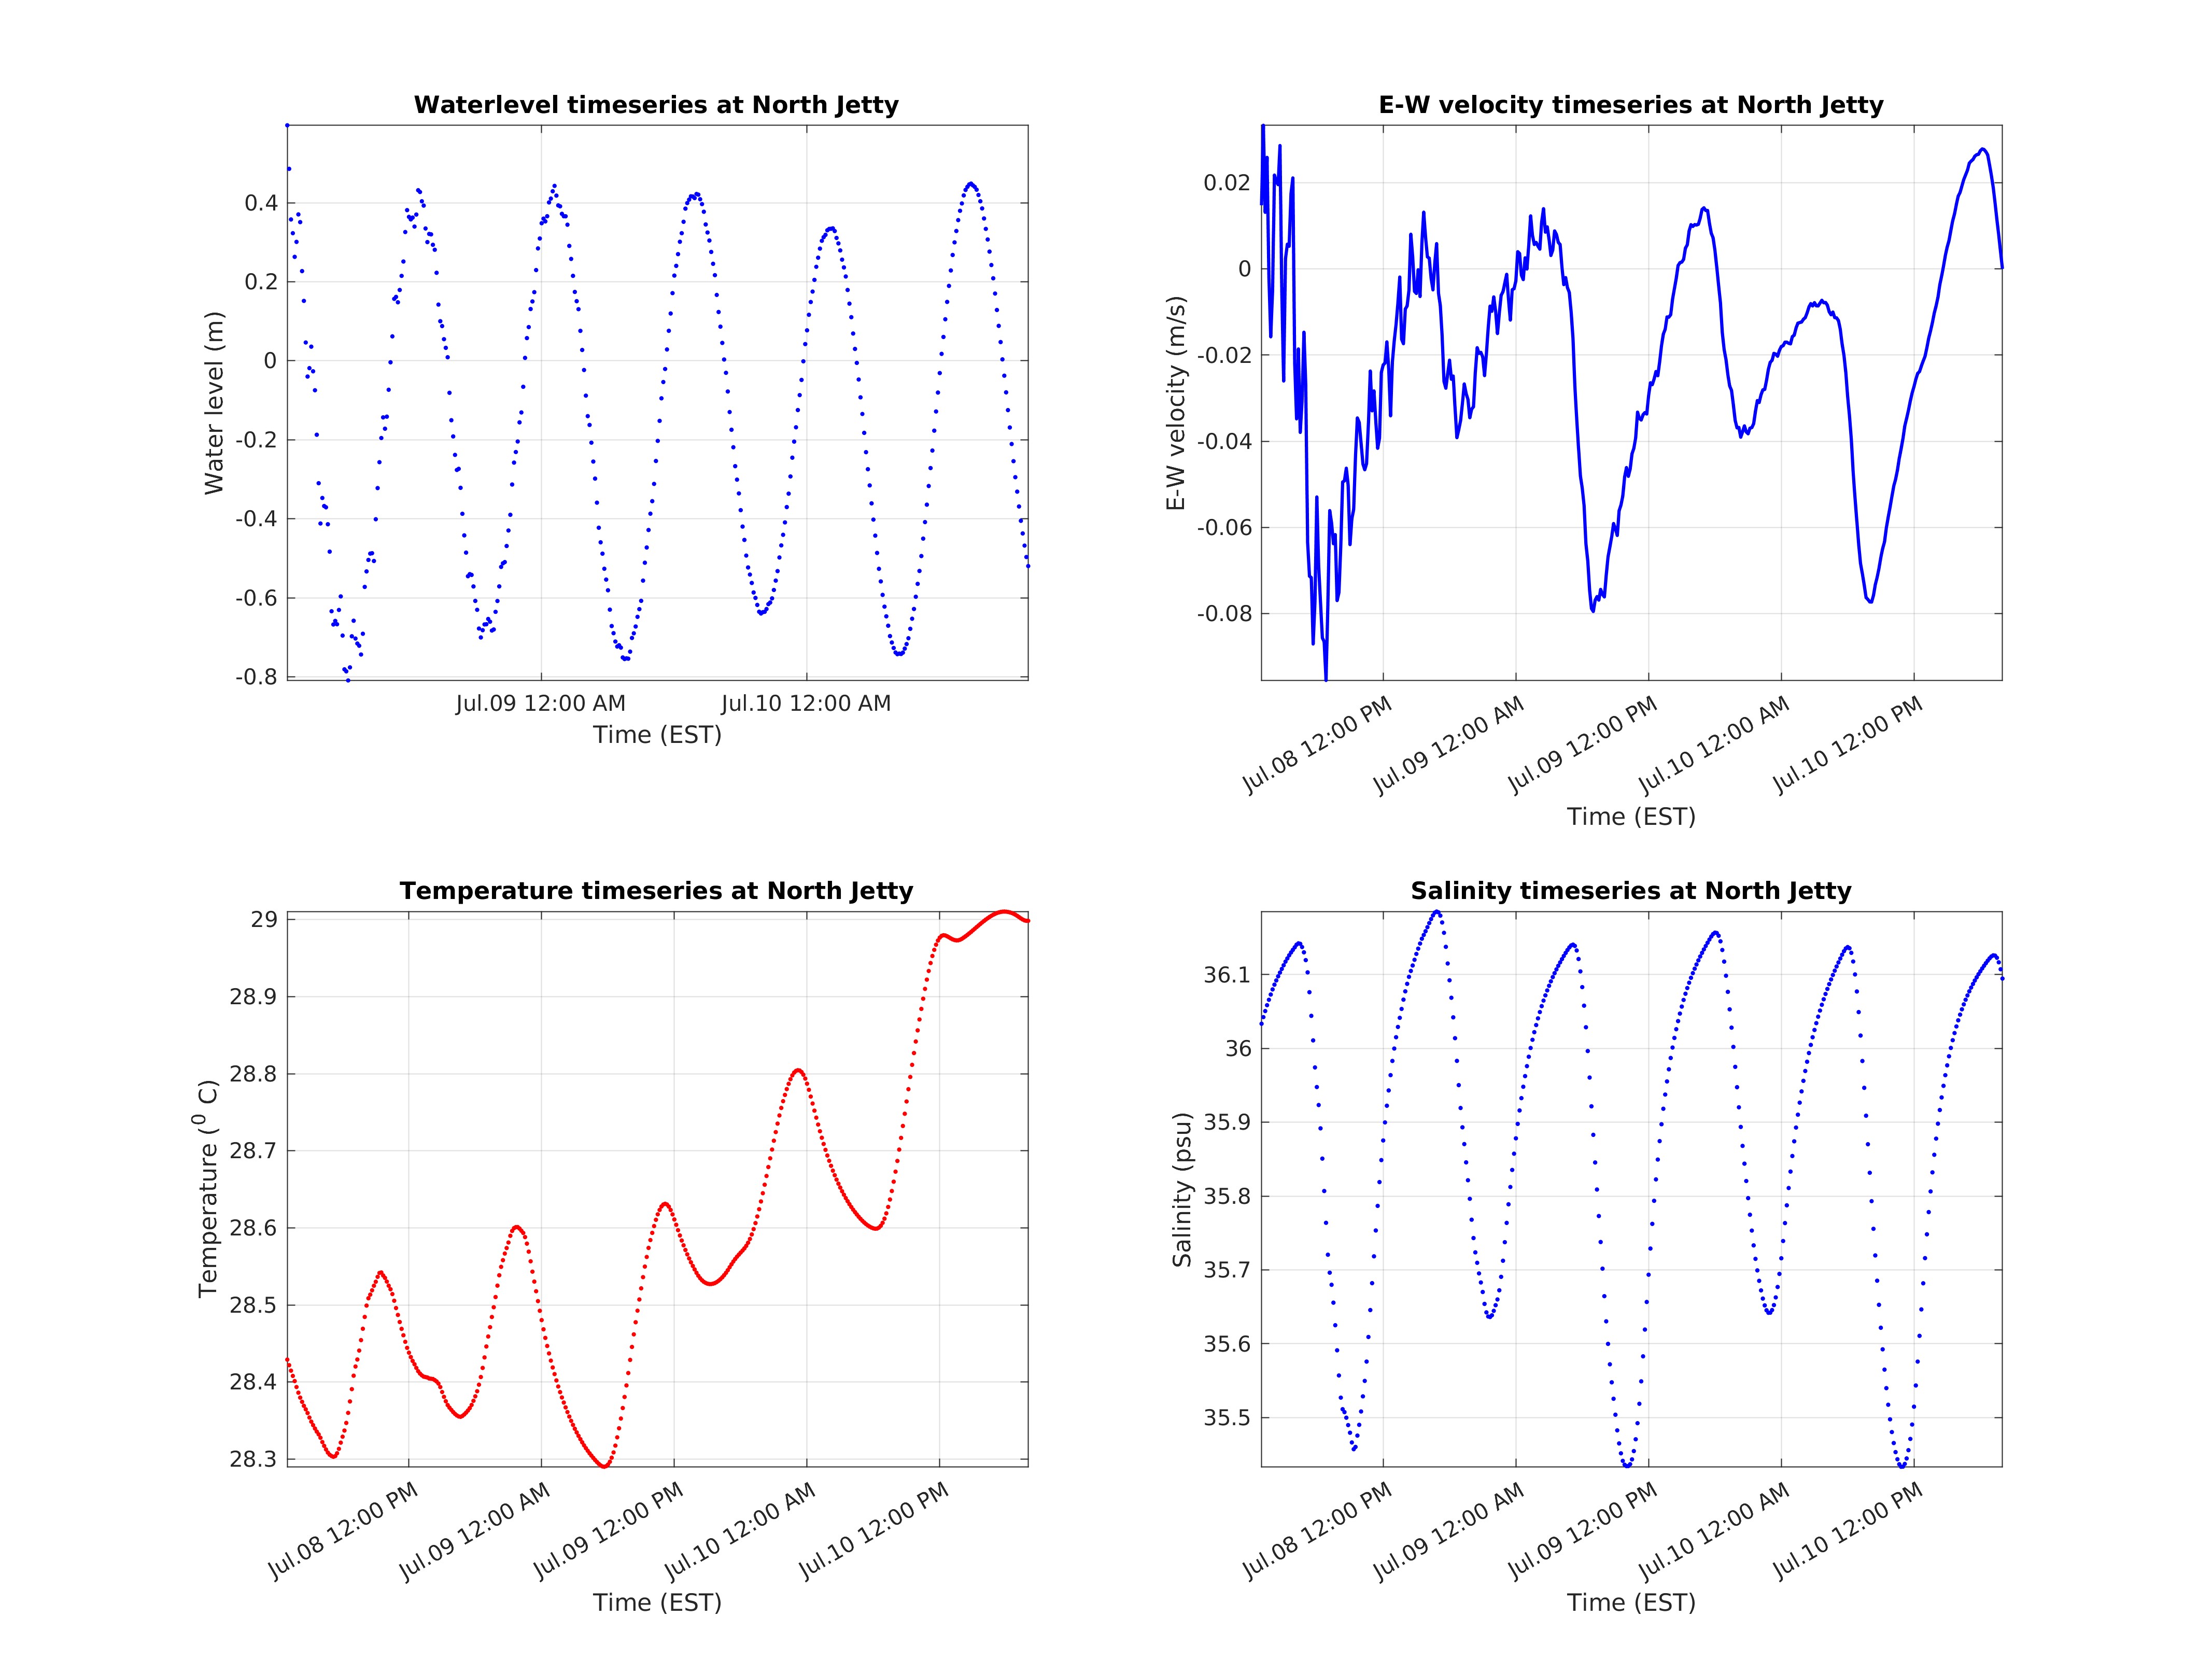 Waterlevel timeseries at North Jetty
Water level (m)
0.4
0.2
0
-0.2
-0.4
-0.6
-0.8
Jul.09 12:00 AM
Jul.10 12:00 AM
Time (EST)
E-W velocity timeseries at North Jetty
E-W velocity (m/s)
0.02
0
-0.02
-0.04
-0.06
-0.08
Jul.08 12:00 PM
Jul.09 12:00 AM
Jul.09 12:00 PM
Jul.10 12:00 AM
Jul.10 12:00 PM
Time (EST)
Temperature timeseries at North Jetty
Temperature (⁰ C)
29
28.9
28.8
28.7
28.6
28.5
28.4
28.3
Jul.08 12:00 PM
Jul.09 12:00 AM
Jul.09 12:00 PM
Jul.10 12:00 AM
Jul.10 12:00 PM
Time (EST)
Salinity timeseries at North Jetty
Salinity (psu)
36.1
36
35.9
35.8
35.7
35.6
35.5
Jul.08 12:00 PM
Jul.09 12:00 AM
Jul.09 12:00 PM
Jul.10 12:00 AM
Jul.10 12:00 PM
Time (EST)